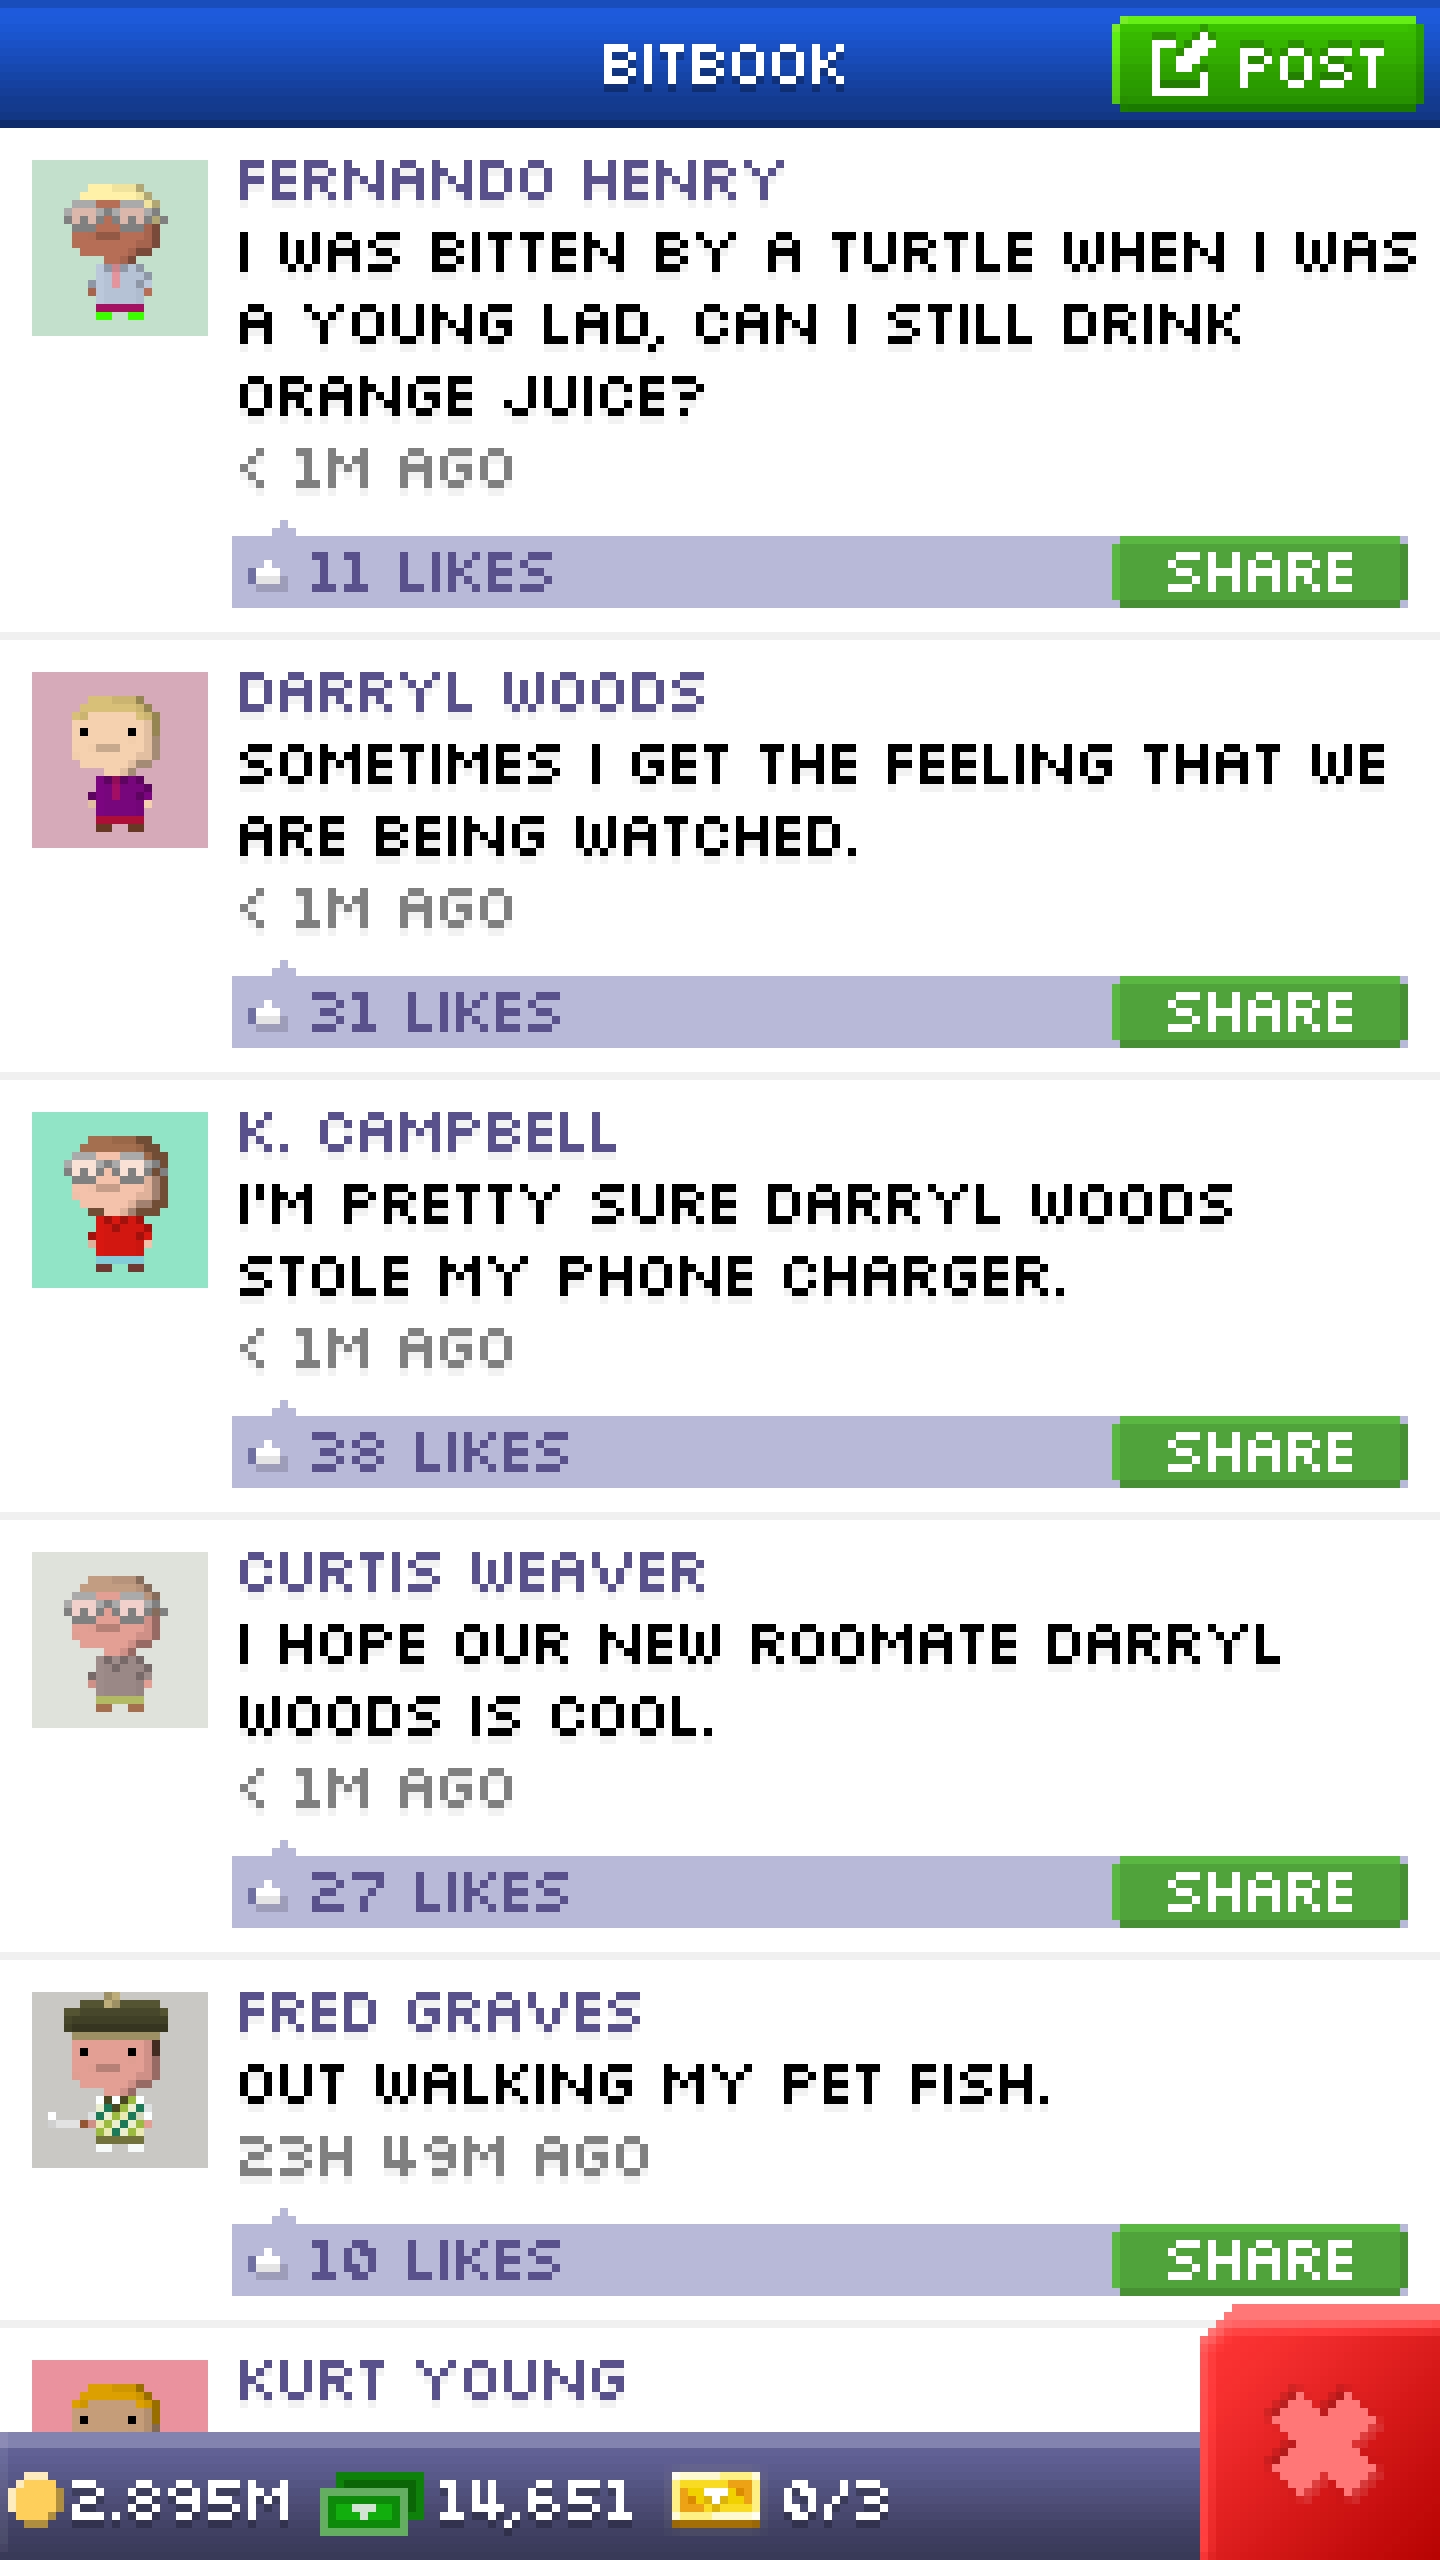 BITBOOK
POST
FERNANDO HENRY
I WAS BITTEN BY A TURTLE WHEN I WAS
A YOUNG LAD, CAN I STILL DRINK
ORANGE JUICE?
< 1M AGO
11 LIKES
SHARE
DARRYL WOODS
SOMETIMES I GET THE FEELING THAT WE
ARE BEING WATCHED.
< 1M AGO
31 LIKES
SHARE
K. CAMPBELL
I'M PRETTY SURE DARRYL WOODS
STOLE MY PHONE CHARGER.
< 1M AGO
38 LIKES
SHARE
CURTIS WEAVER
I HOPE OUR NEW ROOMATE DARRYL
WOODS IS COOL.
< 1M AGO
27 LIKES
SHARE
FRED GRAVES
OUT WALKING MY PET FISH.
23H 49M AGO
10 LIKES
SHARE
KURT YOUNG
2.895M 14,651 0/3